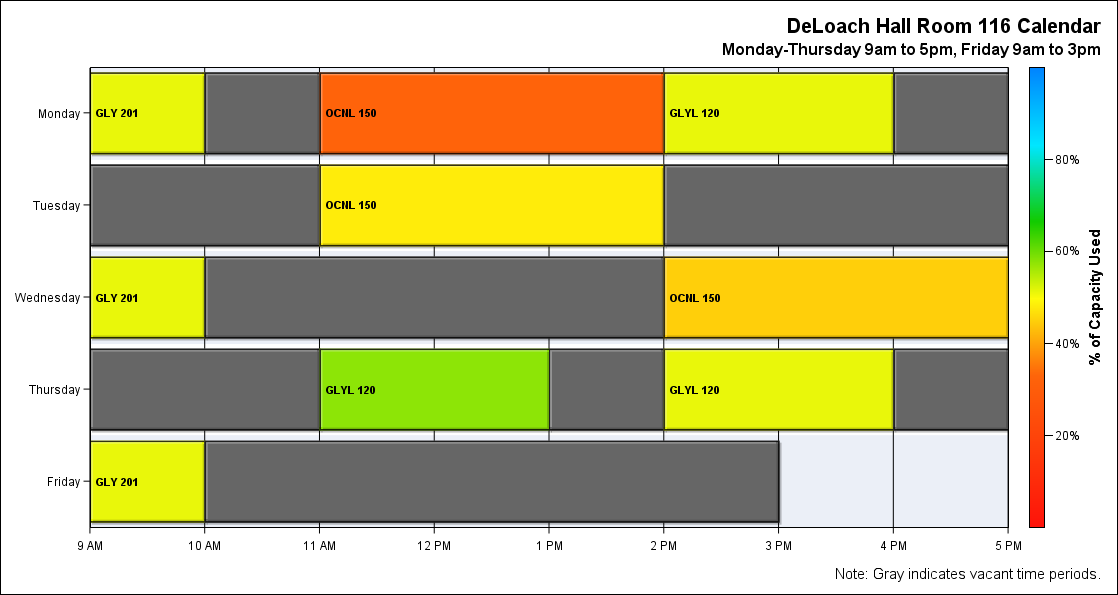 DeLoach Hall Room 116 Calendar
Monday-Thursday 9am to 5pm, Friday 9am to 3pm
Monday
GLY 201
OCNL 150
GLYL 120
Tuesday
OCNL 150
Wednesday
GLY 201
OCNL 150
Thursday
GLYL 120
GLYL 120
Friday
GLY 201
9 AM
10 AM
11 AM
12 PM
1 PM
2 PM
3 PM
4 PM
5 PM
80%
60%
40%
20%
% of Capacity Used
Note: Gray indicates vacant time periods.